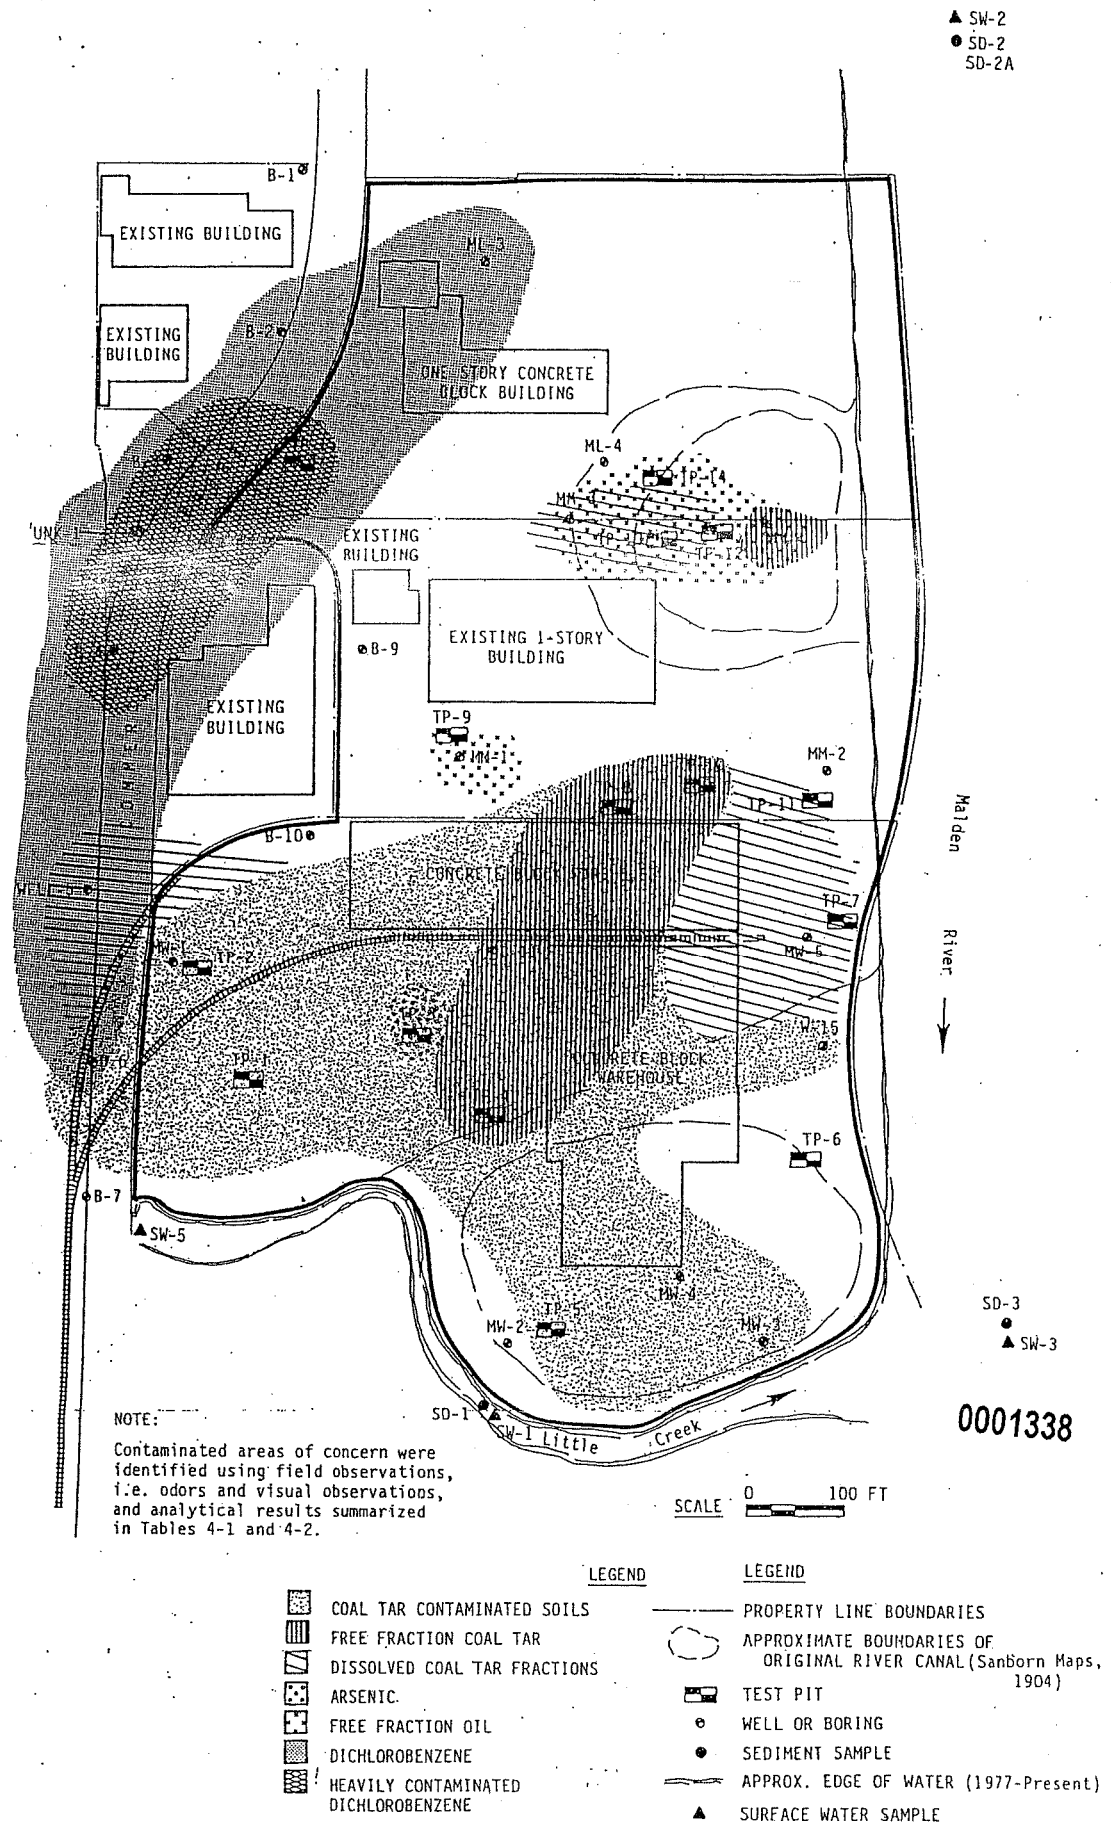 SW-2
SD-2
SD-2A
B-1
EXISTING BUILDING
ML-3
B-2
EXISTING
BUILDING
ONE STORY CONCRETE
BLOCK BUILDING
ML-4
TP-14
UNK-1
EXISTING
BUILDING
TP-12
B-9
EXISTING 1-STORY
BUILDING
EXISTING
BUILDING
TP-9
MM-1
MM-2
TP-11
B-10
Malden
River
CONCRETE BLOCK
WELL-5
TP-7
MW-1
TP-2
MW-6
TP-1
CONCRETE BLOCK
WAREHOUSE
TP-6
B-7
SW-5
MW-4
TP-5
MW-2
MW-3
SD-3
SW-3
SD-1
SW-1 Little Creek
0001338
NOTE:
Contaminated areas of concern were
identified using field observations,
i.e. odors and visual observations,
and analytical results summarized
in Tables 4-1 and 4-2.
SCALE 0 100 FT
LEGEND
COAL TAR CONTAMINATED SOILS
FREE FRACTION COAL TAR
DISSOLVED COAL TAR FRACTIONS
ARSENIC
FREE FRACTION OIL
DICHLOROBENZENE
HEAVILY CONTAMINATED
DICHLOROBENZENE
LEGEND
PROPERTY LINE BOUNDARIES
APPROXIMATE BOUNDARIES OF
ORIGINAL RIVER CANAL (Sanborn Maps,
1904)
TEST PIT
WELL OR BORING
SEDIMENT SAMPLE
APPROX. EDGE OF WATER (1977-Present)
SURFACE WATER SAMPLE